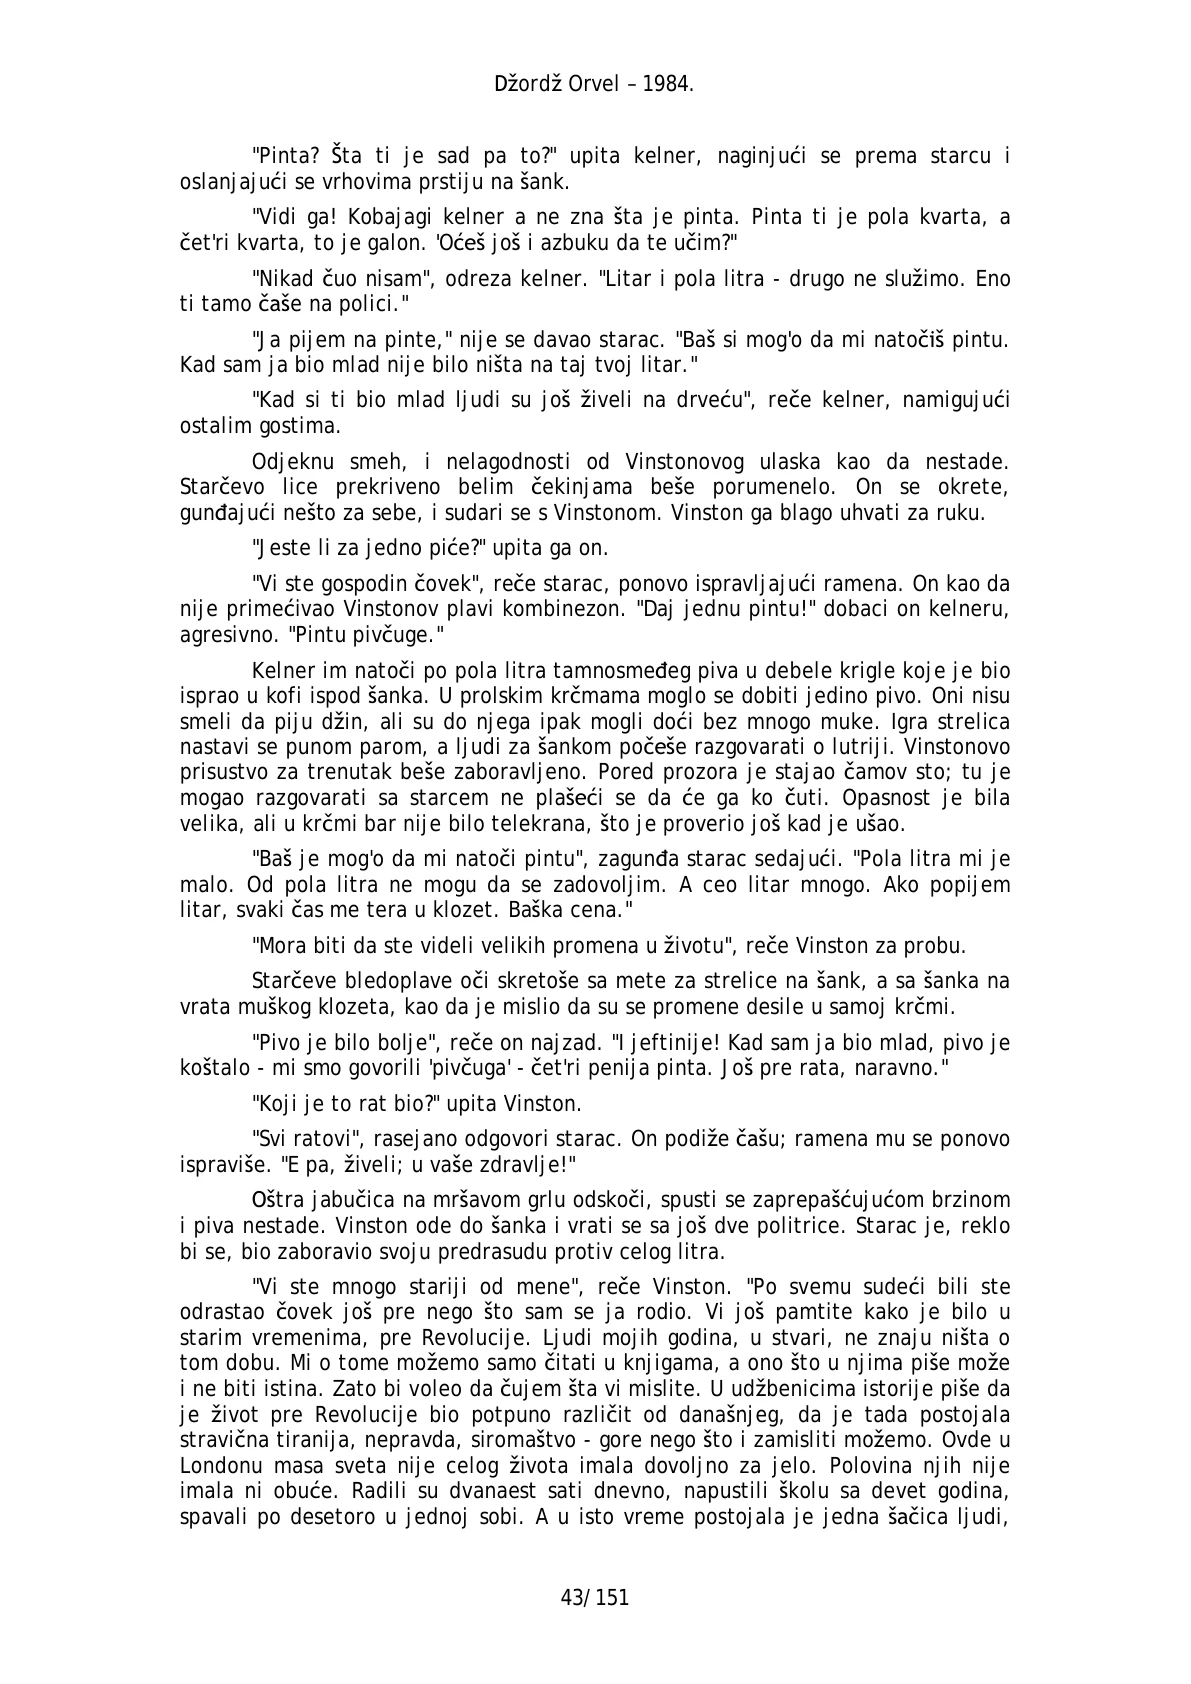 Džordž Orvel – 1984.
"Pinta? Šta ti je sad pa to?" upita kelner, naginjući se prema starcu i
oslanjajući se vrhovima prstiju na šank.
"Vidi ga! Kobajagi kelner a ne zna šta je pinta. Pinta ti je pola kvarta, a
čet'ri kvarta, to je galon. 'Oćeš još i azbuku da te učim?"
"Nikad čuo nisam", odreza kelner. "Litar i pola litra - drugo ne služimo. Eno
ti tamo čaše na polici."
"Ja pijem na pinte," nije se davao starac. "Baš si mog'o da mi natočiš pintu.
Kad sam ja bio mlad nije bilo ništa na taj tvoj litar."
"Kad si ti bio mlad ljudi su još živeli na drveću", reče kelner, namigujući
ostalim gostima.
Odjeknu smeh, i nelagodnosti od Vinstonovog ulaska kao da nestade.
Starčevo lice prekriveno belim čekinjama beše porumenelo. On se okrete,
gunđajući nešto za sebe, i sudari se s Vinstonom. Vinston ga blago uhvati za ruku.
"Jeste li za jedno piće?" upita ga on.
"Vi ste gospodin čovek", reče starac, ponovo ispravljajući ramena. On kao da
nije primećivao Vinstonov plavi kombinezon. "Daj jednu pintu!" dobaci on kelneru,
agresivno. "Pintu pivčuge."
Kelner im natoči po pola litra tamnosmeđeg piva u debele krigle koje je bio
isprao u kofi ispod šanka. U prolskim krčmama moglo se dobiti jedino pivo. Oni nisu
smeli da piju džin, ali su do njega ipak mogli doći bez mnogo muke. Igra strelica
nastavi se punom parom, a ljudi za šankom počeše razgovarati o lutriji. Vinstonovo
prisustvo za trenutak beše zaboravljeno. Pored prozora je stajao čamov sto; tu je
mogao razgovarati sa starcem ne plašeći se da će ga ko čuti. Opasnost je bila
velika, ali u krčmi bar nije bilo telekrana, što je proverio još kad je ušao.
"Baš je mog'o da mi natoči pintu", zagunđa starac sedajući. "Pola litra mi je
malo. Od pola litra ne mogu da se zadovoljim. A ceo litar mnogo. Ako popijem
litar, svaki čas me tera u klozet. Baška cena."
"Mora biti da ste videli velikih promena u životu", reče Vinston za probu.
Starčeve bledoplave oči skretoše sa mete za strelice na šank, a sa šanka na
vrata muškog klozeta, kao da je mislio da su se promene desile u samoj krčmi.
"Pivo je bilo bolje", reče on najzad. "I jeftinije! Kad sam ja bio mlad, pivo je
koštalo - mi smo govorili 'pivčuga' - čet'ri penija pinta. Još pre rata, naravno."
"Koji je to rat bio?" upita Vinston.
"Svi ratovi", rasejano odgovori starac. On podiže čašu; ramena mu se ponovo
ispraviše. "E pa, živeli; u vaše zdravlje!"
Oštra jabučica na mršavom grlu odskoči, spusti se zaprepašćujućom brzinom
i piva nestade. Vinston ode do šanka i vrati se sa još dve politrice. Starac je, reklo
bi se, bio zaboravio svoju predrasudu protiv celog litra.
"Vi ste mnogo stariji od mene", reče Vinston. "Po svemu sudeći bili ste
odrastao čovek još pre nego što sam se ja rodio. Vi još pamtite kako je bilo u
starim vremenima, pre Revolucije. Ljudi mojih godina, u stvari, ne znaju ništa o
tom dobu. Mi o tome možemo samo čitati u knjigama, a ono što u njima piše može
i ne biti istina. Zato bi voleo da čujem šta vi mislite. U udžbenicima istorije piše da
je život pre Revolucije bio potpuno različit od današnjeg, da je tada postojala
stravična tiranija, nepravda, siromaštvo - gore nego što i zamisliti možemo. Ovde u
Londonu masa sveta nije celog života imala dovoljno za jelo. Polovina njih nije
imala ni obuće. Radili su dvanaest sati dnevno, napustili školu sa devet godina,
spavali po desetoro u jednoj sobi. A u isto vreme postojala je jedna šačica ljudi,
43/151